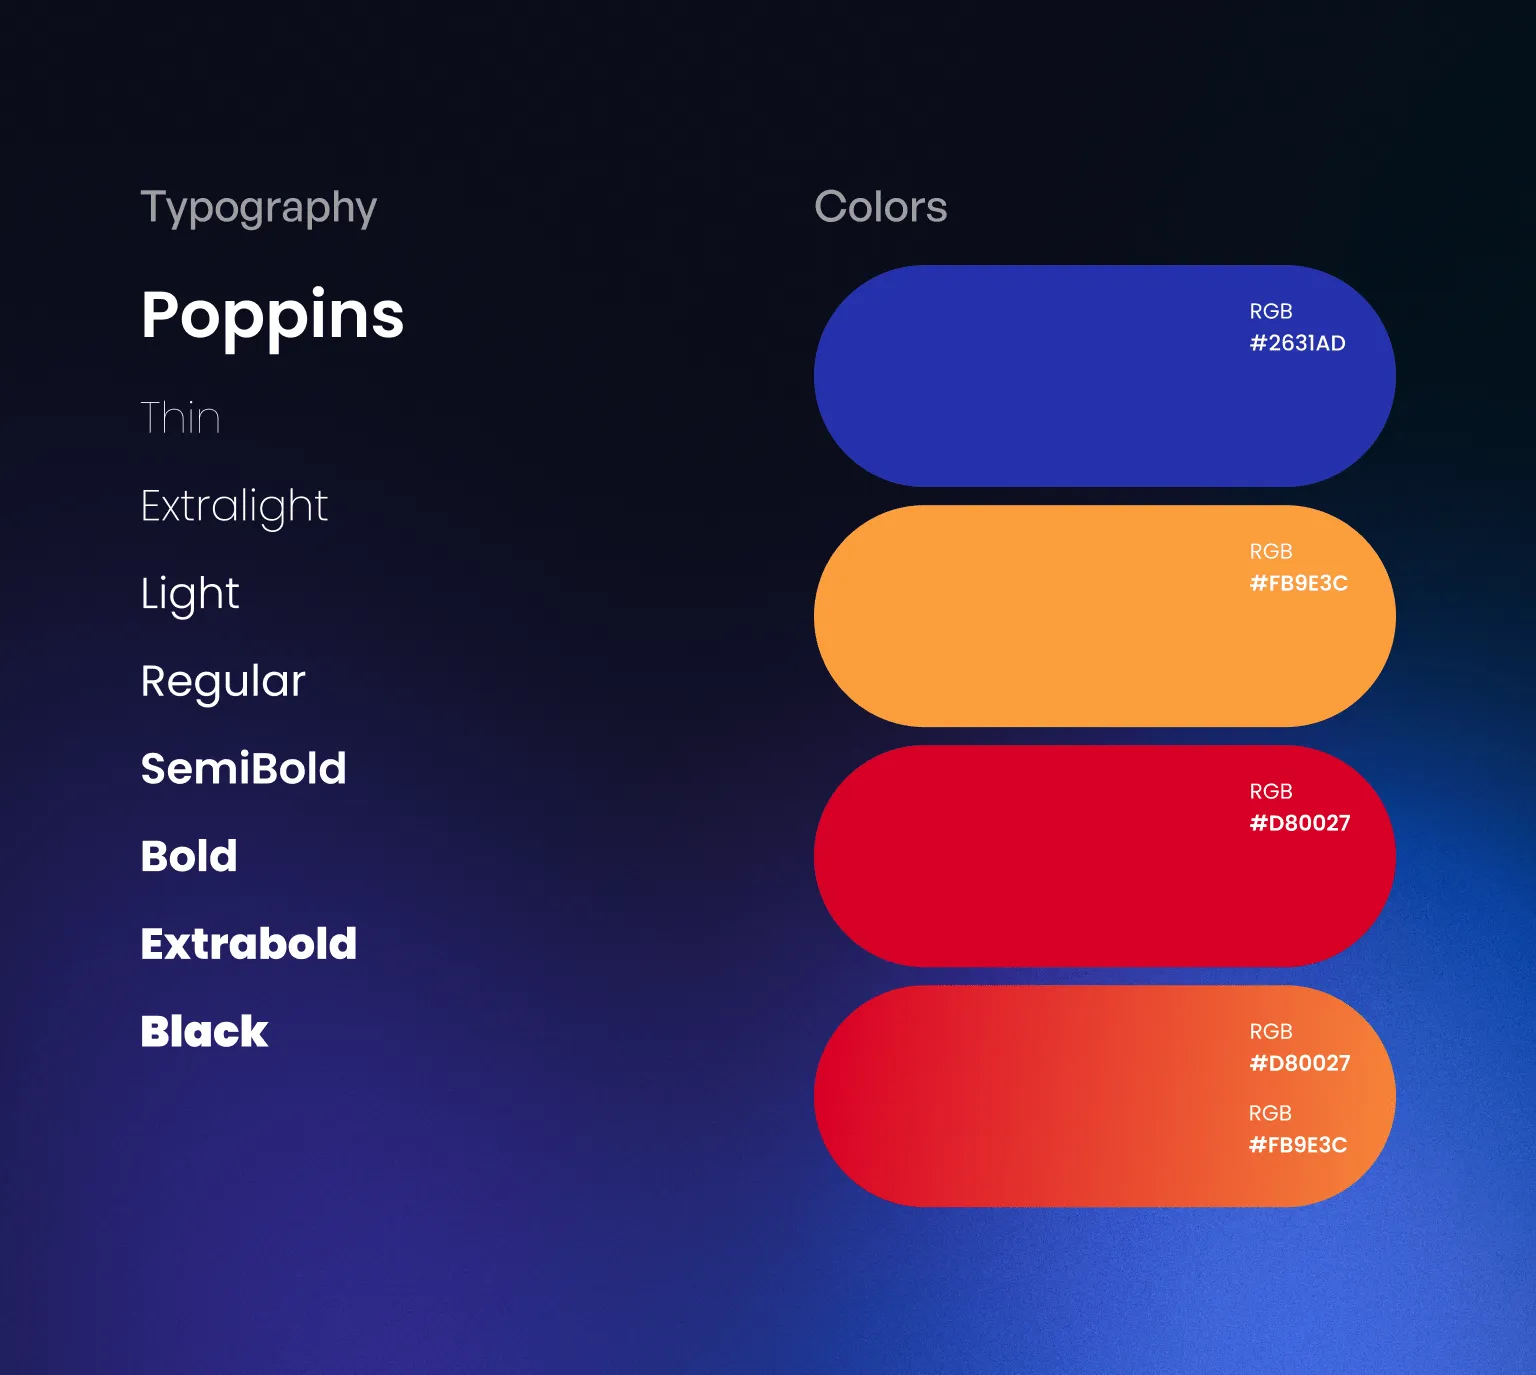 Typography
Poppins
Thin
Extralight
Light
Regular
SemiBold
Bold
Extrabold
Black
Colors
RGB
#2631AD
RGB
#FB9E3C
RGB
#D80027
RGB
#D80027
RGB
#FB9E3C